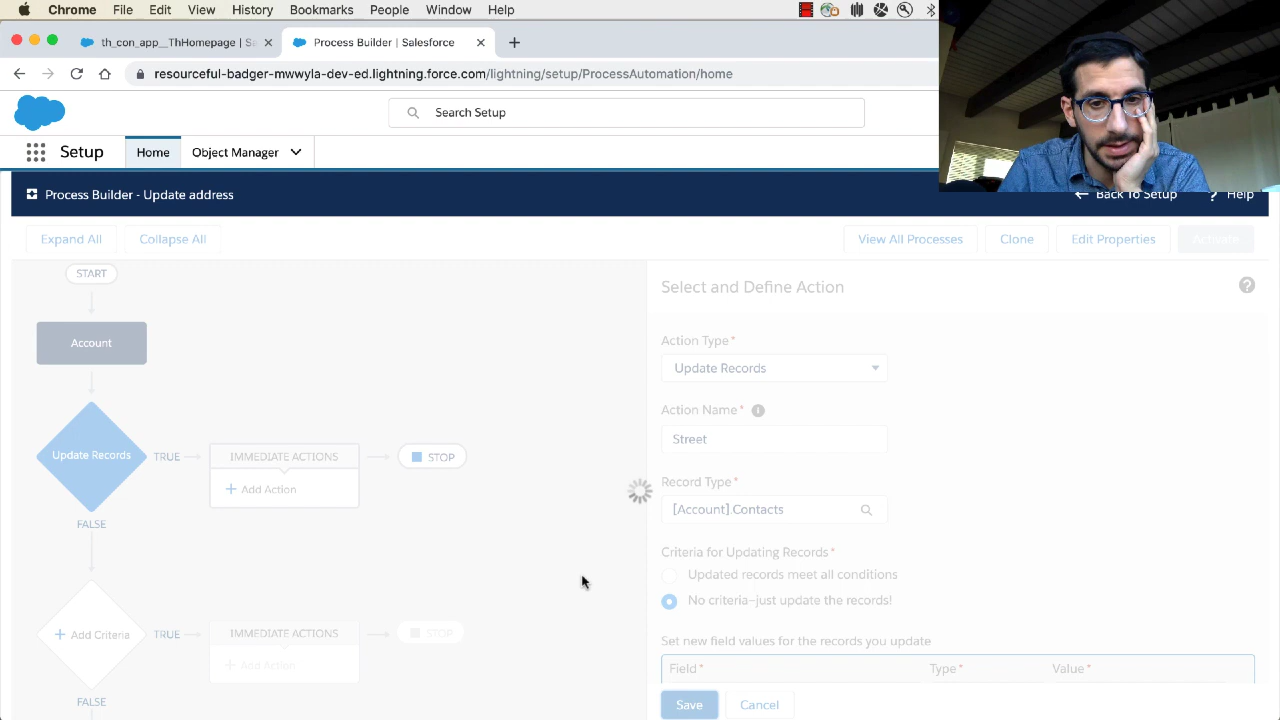 Chrome File Edit View History Bookmarks People Window Help
th_con_app__ThHomepage | Sa
Process Builder | Salesforce
resourceful-badger-mwwyla-dev-ed.lightning.force.com/lightning/setup/ProcessAutomation/home
Search Setup
Setup Home Object Manager
Process Builder - Update address
Back To Setup ? Help
Expand All Collapse All View All Processes Clone Edit Properties Activate
START
Select and Define Action
Account
Action Type*
Update Records
Action Name*
Street
Update Records TRUE IMMEDIATE ACTIONS STOP
+ Add Action
Record Type*
[Account].Contacts
FALSE
Criteria for Updating Records*
Updated records meet all conditions
No criteria—just update the records!
+ Add Criteria TRUE IMMEDIATE ACTIONS STOP
+ Add Action
Set new field values for the records you update
Field* Type* Value*
FALSE
Save Cancel